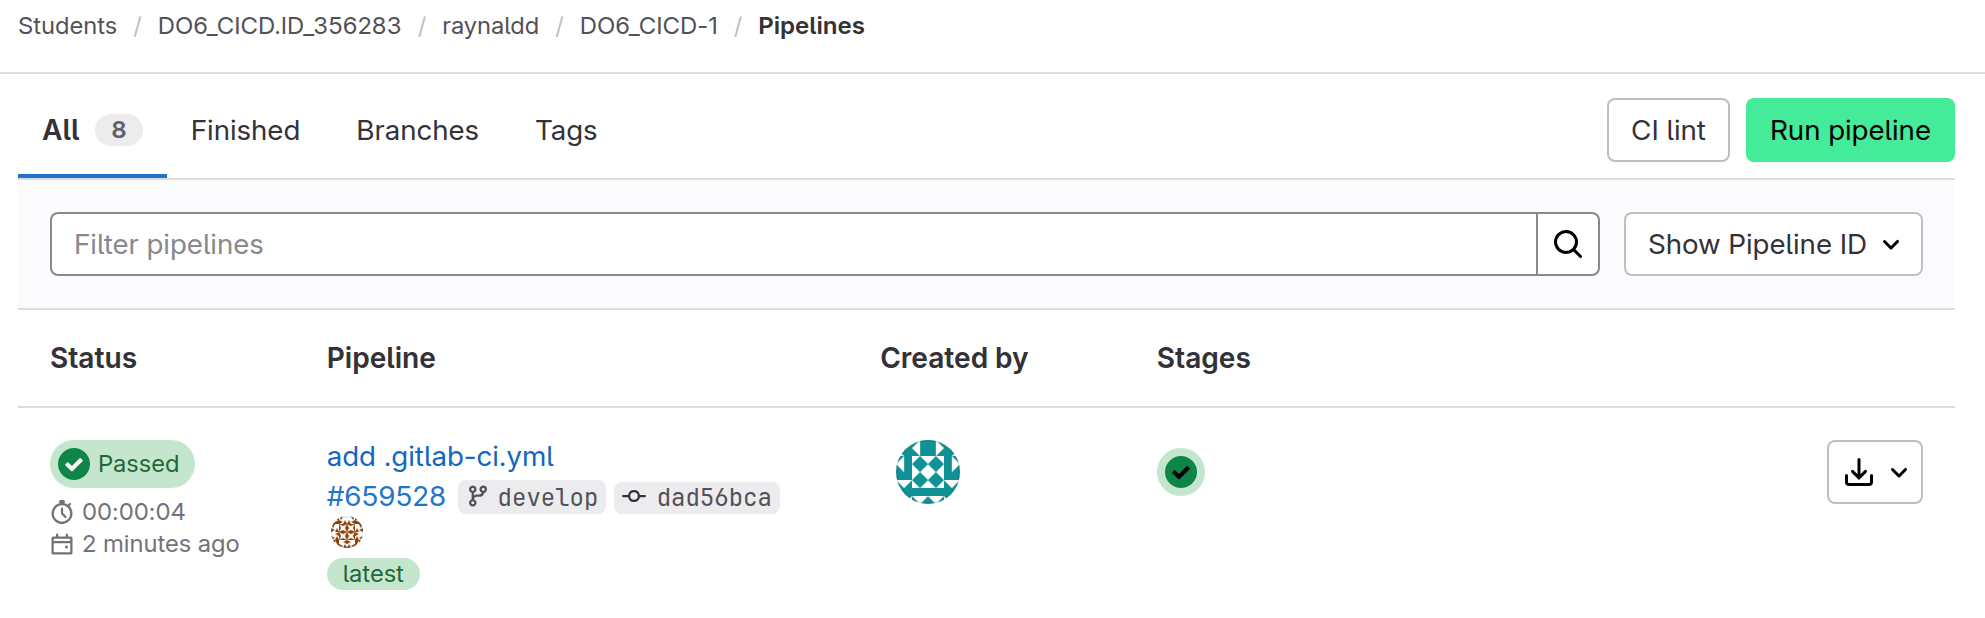 Students / DO6_CICD.ID_356283 / raynaldd / DO6_CICD-1 / Pipelines
All 8 Finished Branches Tags CI lint Run pipeline
Filter pipelines Show Pipeline ID
Status Pipeline Created by Stages
Passed add .gitlab-ci.yml
#659528 develop dad56bca
00:00:04
2 minutes ago
latest